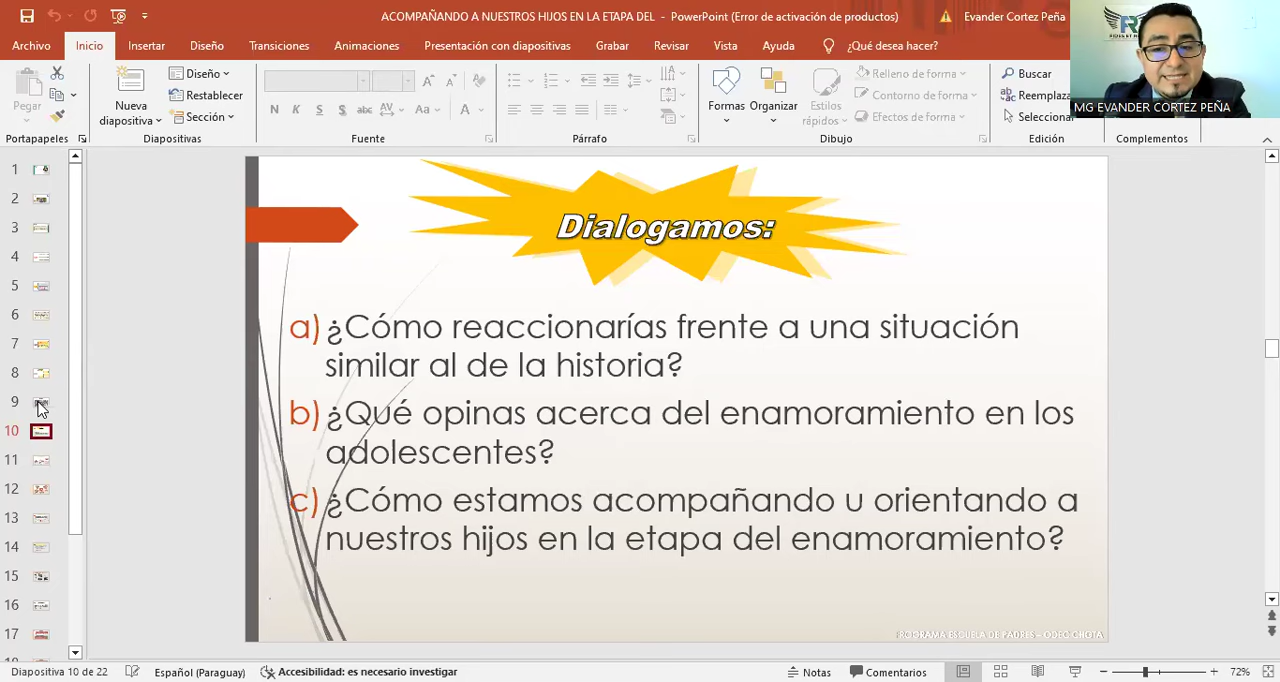 ACOMPAÑANDO A NUESTROS HIJOS EN LA ETAPA DEL - PowerPoint (Error de activación de productos)
Evander Cortez Peña
Archivo Inicio Insertar Diseño Transiciones Animaciones Presentación con diapositivas Grabar Revisar Vista Ayuda ¿Qué desea hacer?
Pegar
Nueva diapositiva
Diseño
Restablecer
Sección
N K S S abc AV Aa A
Formas
Organizar
Estilos rápidos
Relleno de forma
Contorno de forma
Efectos de forma
Buscar
Reemplaza
Selecciona
MG EVANDER CORTEZ PEÑA
Portapapeles Diapositivas Fuente Párrafo Dibujo Edición Complementos
1
2
3
4
5
6
7
8
9
10
11
12
13
14
15
16
17
Dialogamos:
a) ¿Cómo reaccionarías frente a una situación
similar al de la historia?
b) ¿Qué opinas acerca del enamoramiento en los
adolescentes?
c) ¿Cómo estamos acompañando u orientando a
nuestros hijos en la etapa del enamoramiento?
PROGRAMA ESCUELA DE PADRES – ODEC CHOTA
Diapositiva 10 de 22 Español (Paraguay) Accesibilidad: es necesario investigar Notas Comentarios 72%